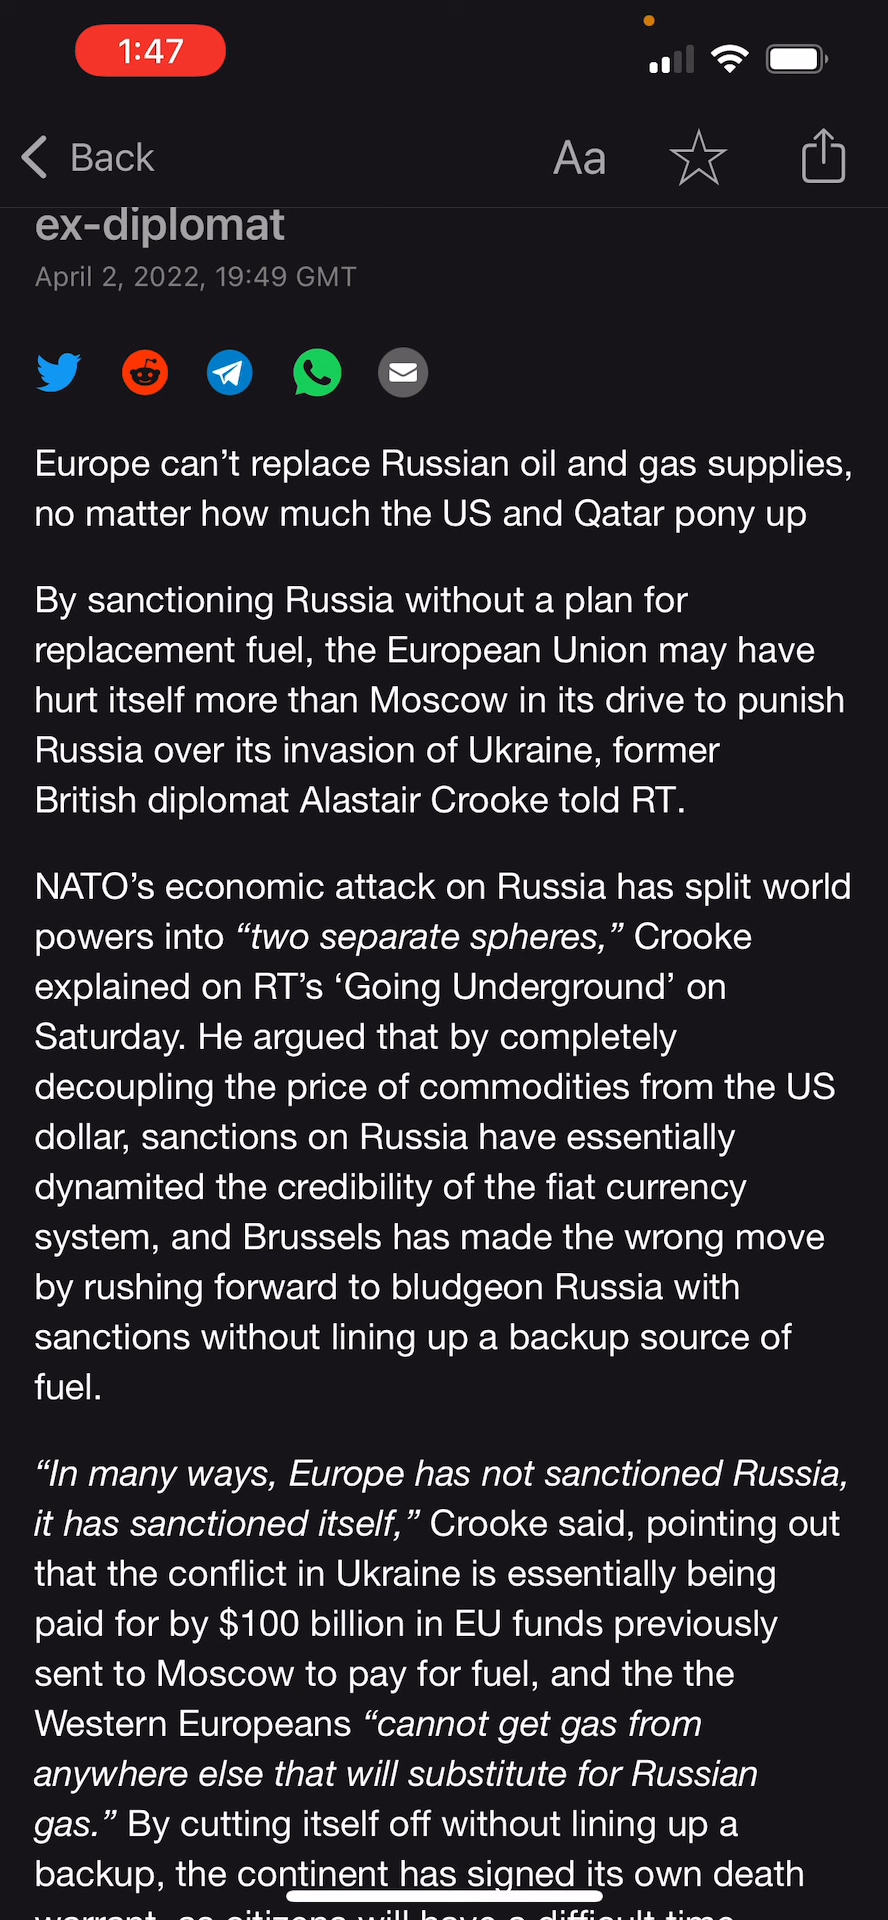 1:47
Back
Aa
ex-diplomat
April 2, 2022, 19:49 GMT
Europe can’t replace Russian oil and gas supplies,
no matter how much the US and Qatar pony up
By sanctioning Russia without a plan for
replacement fuel, the European Union may have
hurt itself more than Moscow in its drive to punish
Russia over its invasion of Ukraine, former
British diplomat Alastair Crooke told RT.
NATO’s economic attack on Russia has split world
powers into “two separate spheres,” Crooke
explained on RT’s ‘Going Underground’ on
Saturday. He argued that by completely
decoupling the price of commodities from the US
dollar, sanctions on Russia have essentially
dynamited the credibility of the fiat currency
system, and Brussels has made the wrong move
by rushing forward to bludgeon Russia with
sanctions without lining up a backup source of
fuel.
“In many ways, Europe has not sanctioned Russia,
it has sanctioned itself,” Crooke said, pointing out
that the conflict in Ukraine is essentially being
paid for by $100 billion in EU funds previously
sent to Moscow to pay for fuel, and the the
Western Europeans “cannot get gas from
anywhere else that will substitute for Russian
gas.” By cutting itself off without lining up a
backup, the continent has signed its own death
warrant, as citizens will have a difficult time